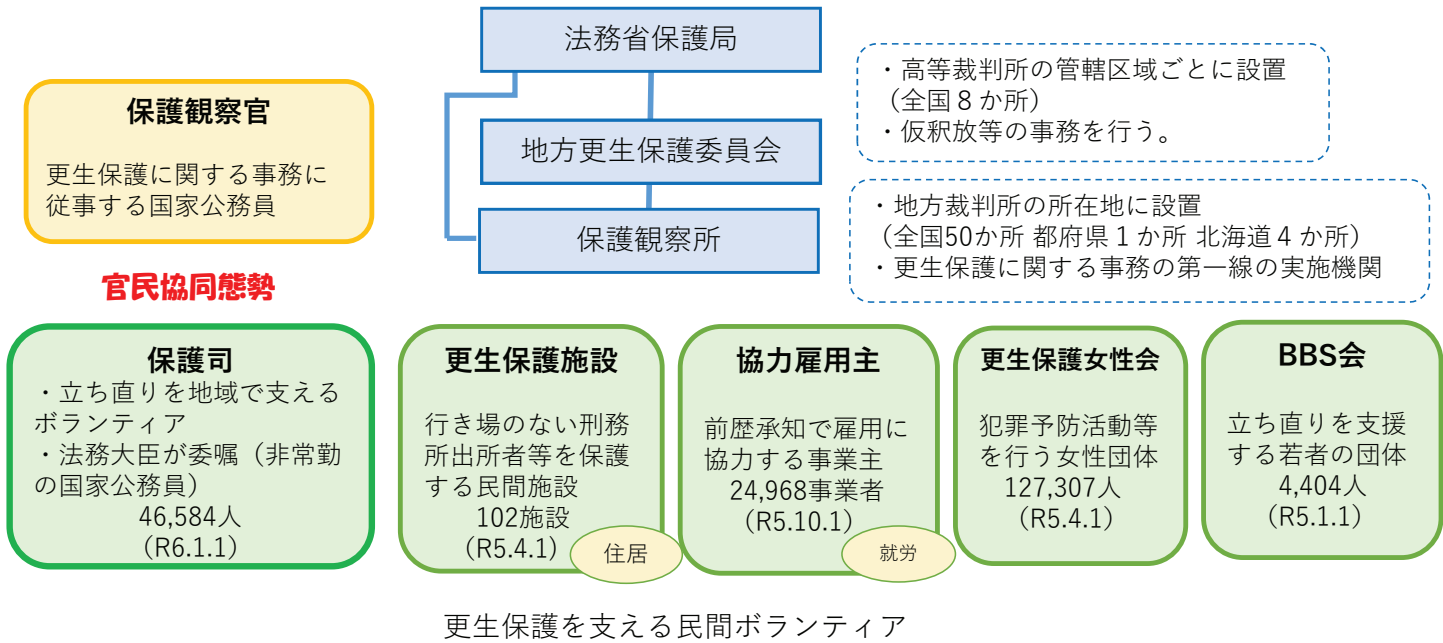 法務省保護局
地方更生保護委員会
保護観察所
・高等裁判所の管轄区域ごとに設置
（全国８か所）
・仮釈放等の事務を行う。
・地方裁判所の所在地に設置
（全国50か所 都府県１か所 北海道４か所）
・更生保護に関する事務の第一線の実施機関
保護観察官
更生保護に関する事務に
従事する国家公務員
官民協同態勢
保護司
・立ち直りを地域で支える
ボランティア
・法務大臣が委嘱（非常勤
の国家公務員）
46,584人
（R6.1.1）
更生保護施設
行き場のない刑務
所出所者等を保護
する民間施設
102施設
（R5.4.1）
住居
協力雇用主
前歴承知で雇用に
協力する事業主
24,968事業者
（R5.10.1）
就労
更生保護女性会
犯罪予防活動等
を行う女性団体
127,307人
（R5.4.1）
BBS会
立ち直りを支援
する若者の団体
4,404人
（R5.1.1）
更生保護を支える民間ボランティア